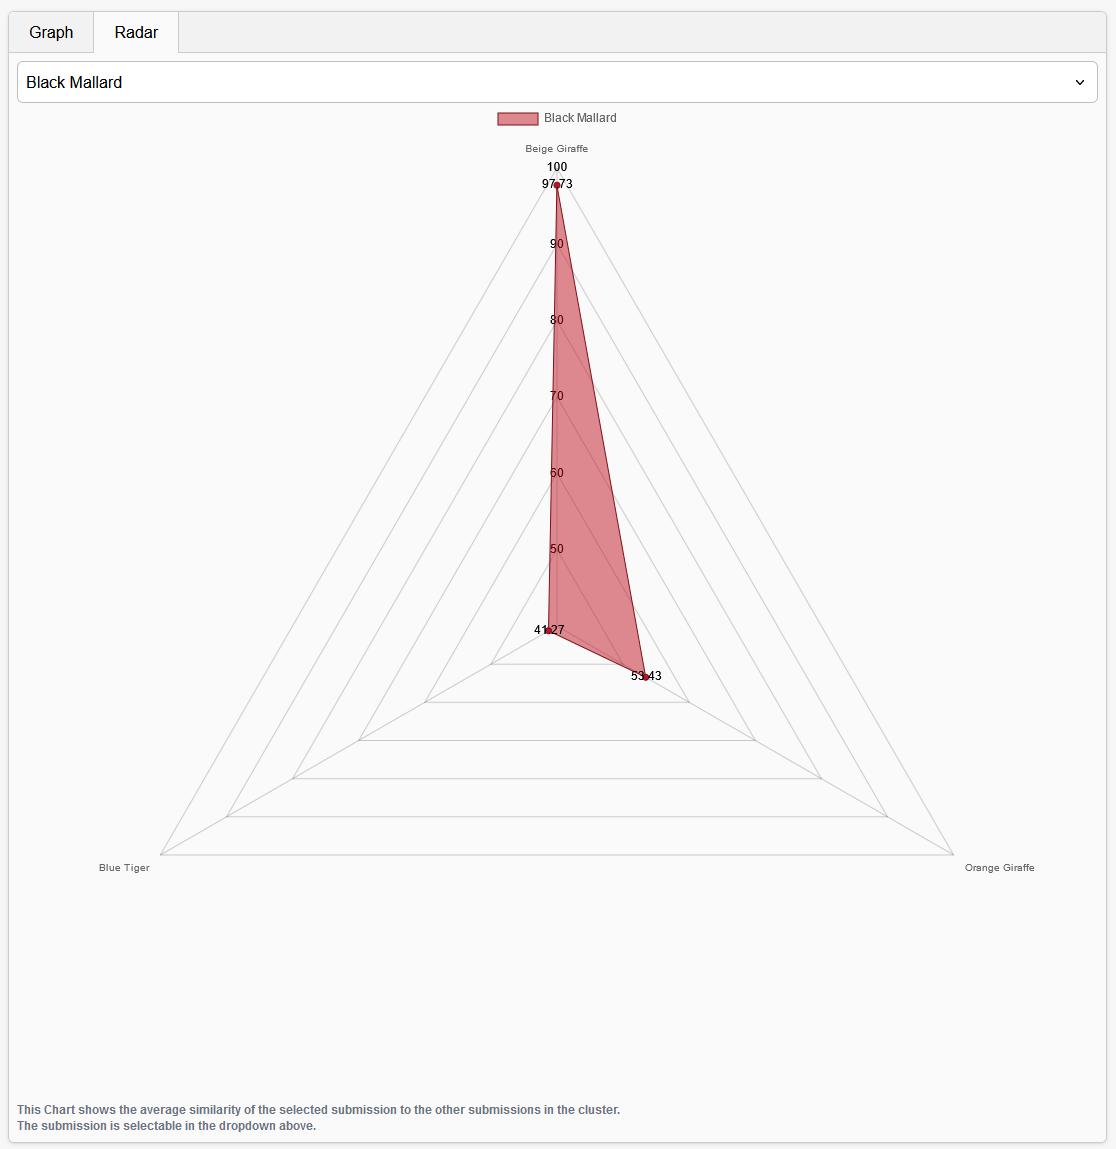 Graph
Radar
Black Mallard
Black Mallard
Beige Giraffe
100
97.73
90
80
70
60
50
41.27
53.43
Blue Tiger
Orange Giraffe
This Chart shows the average similarity of the selected submission to the other submissions in the cluster.
The submission is selectable in the dropdown above.